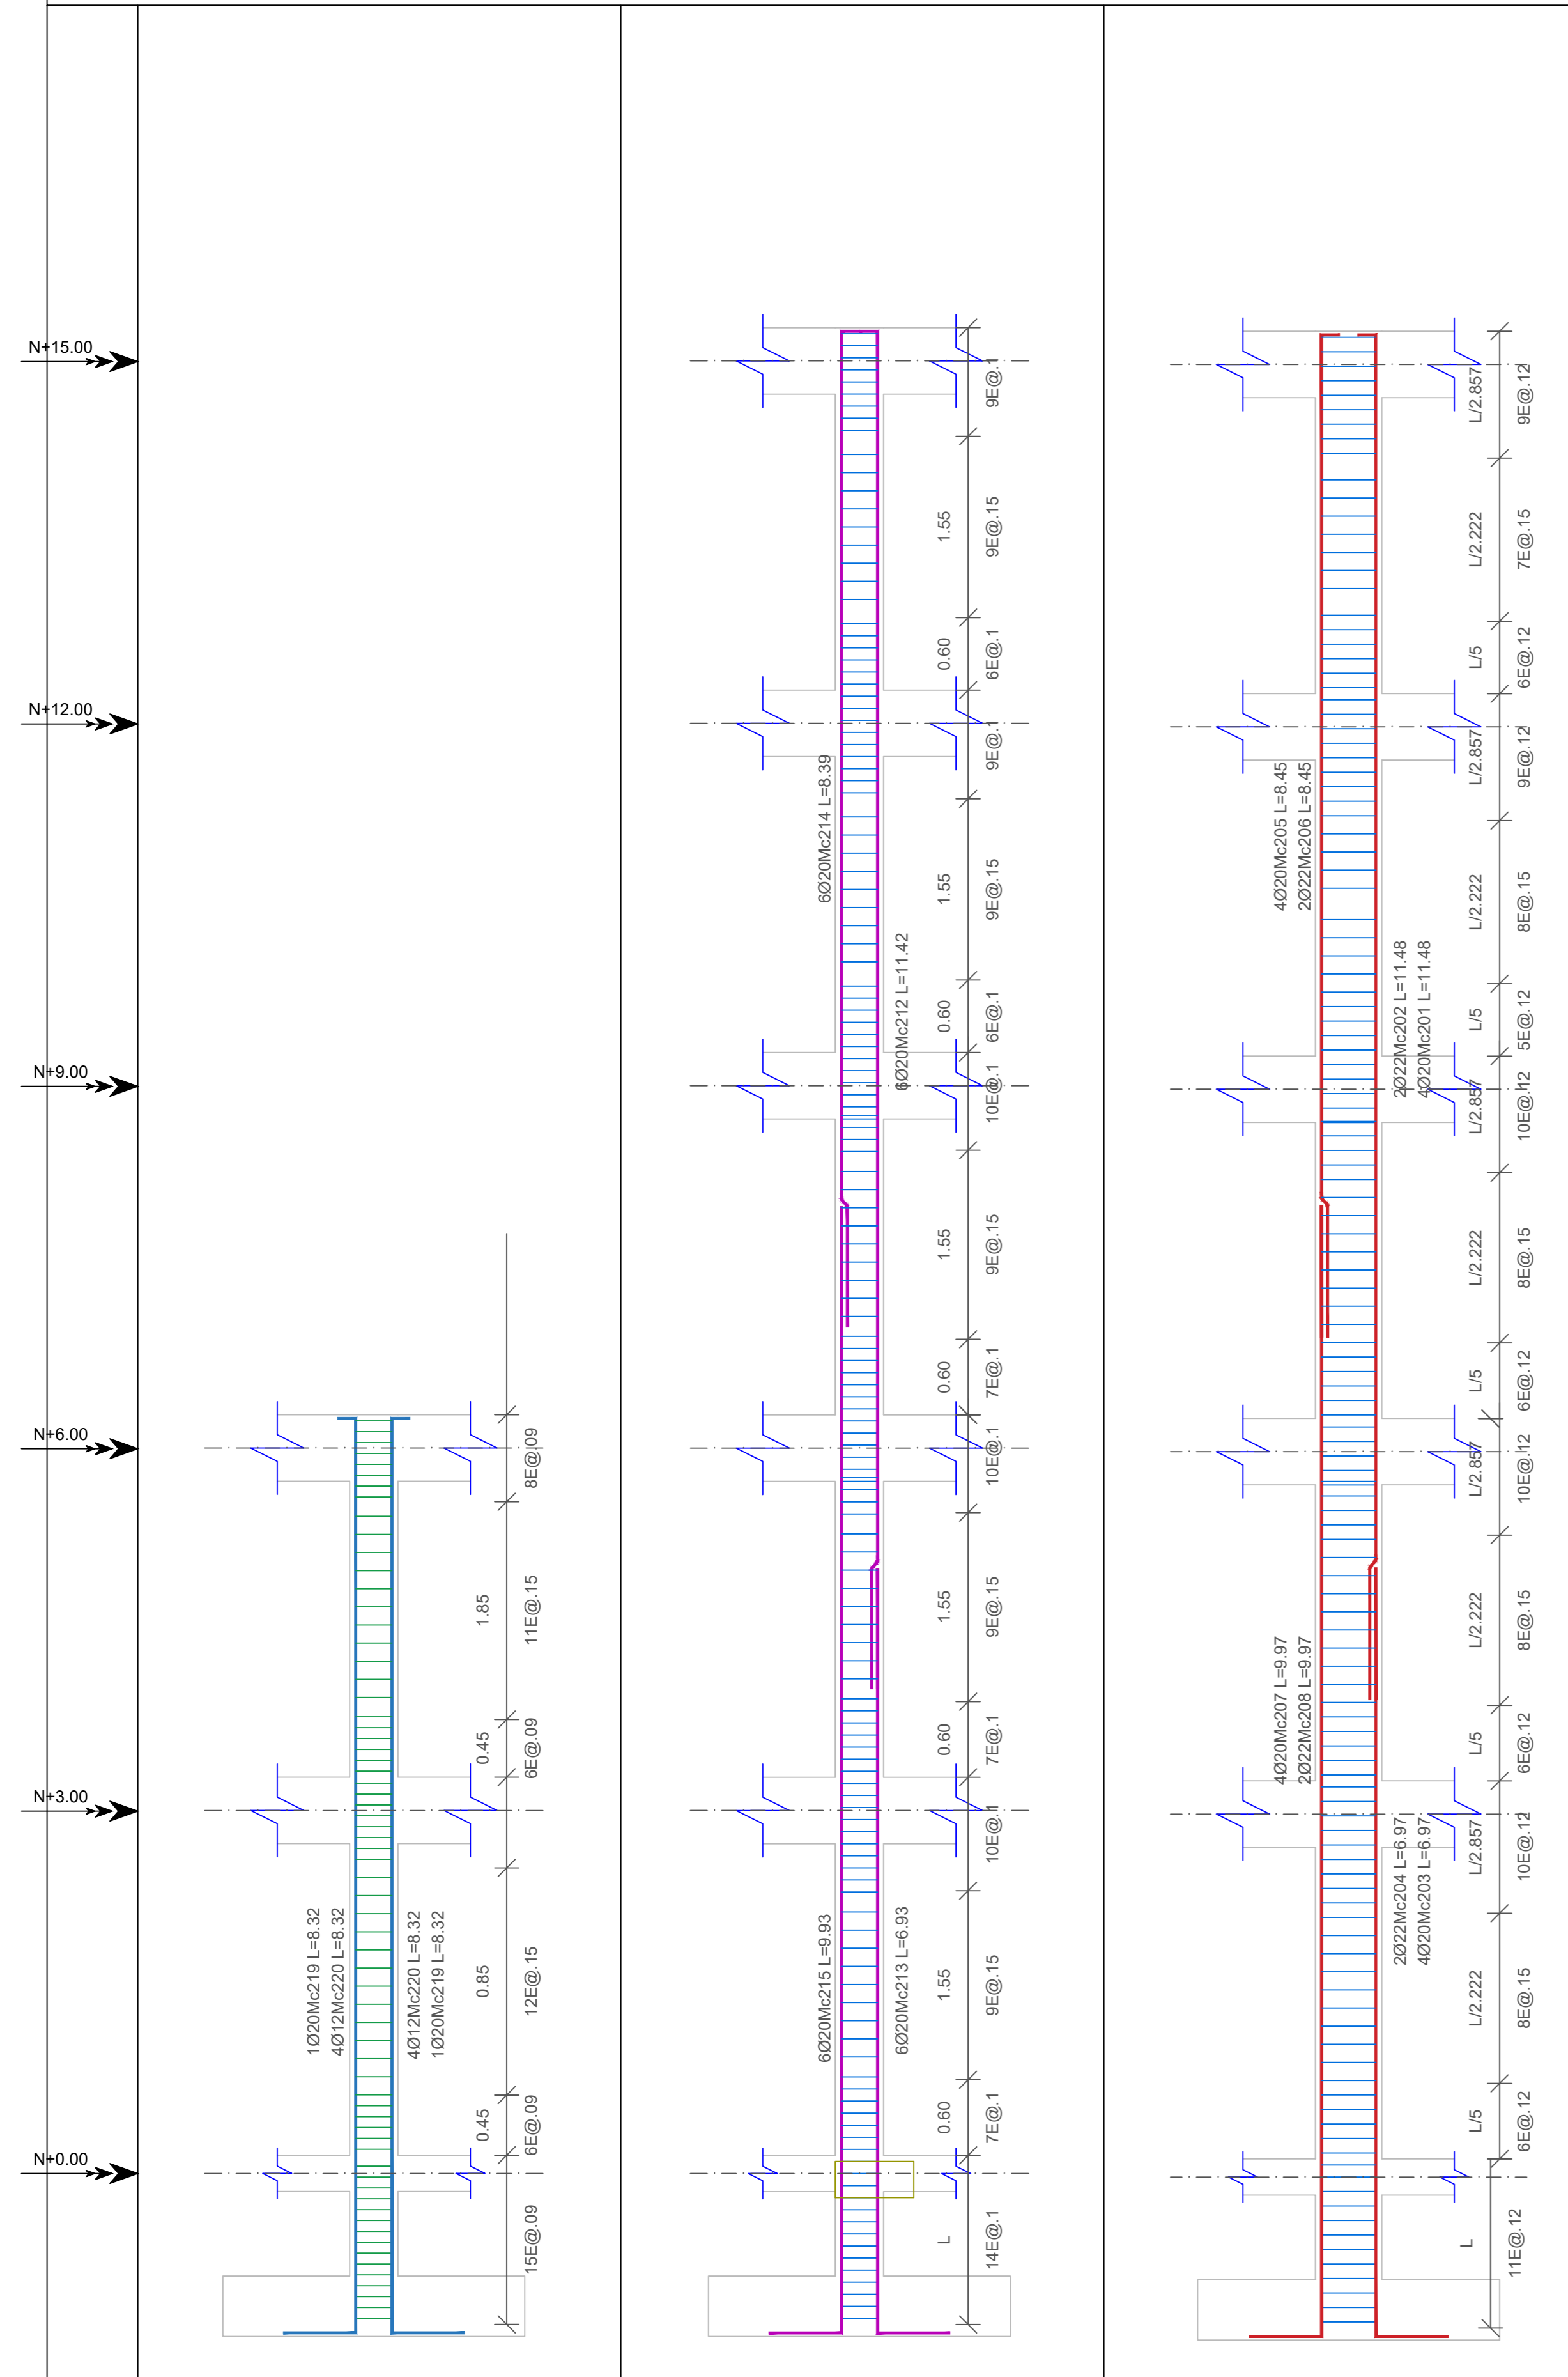 N+15.00
N+12.00
N+9.00
N+6.00
N+3.00
N+0.00
8E@.09
1.85
11E@.15
0.45
6E@.09
0.85
12E@.15
0.45
6E@.09
15E@.09
1Ø20Mc219 L=8.32
4Ø12Mc220 L=8.32
4Ø12Mc220 L=8.32
1Ø20Mc219 L=8.32
9E@.1
1.55
9E@.15
0.60
6E@.1
9E@.1
1.55
9E@.15
0.60
6E@.1
10E@.1
1.55
9E@.15
0.60
7E@.1
10E@.1
1.55
9E@.15
0.60
7E@.1
10E@.1
1.55
9E@.15
0.60
7E@.1
L
14E@.1
6Ø20Mc214 L=8.39
6Ø20Mc212 L=11.42
6Ø20Mc215 L=9.93
6Ø20Mc213 L=6.93
L/2.857
9E@.12
L/2.222
7E@.15
L/5
6E@.12
L/2.857
9E@.12
L/2.222
8E@.15
L/5
5E@.12
L/2.857
10E@.12
L/2.222
8E@.15
L/5
6E@.12
L/2.857
10E@.12
L/2.222
8E@.15
L/5
6E@.12
L/2.857
10E@.12
L/2.222
8E@.15
L/5
6E@.12
L
11E@.12
4Ø20Mc205 L=8.45
2Ø22Mc206 L=8.45
2Ø22Mc202 L=11.48
4Ø20Mc201 L=11.48
4Ø20Mc207 L=9.97
2Ø22Mc208 L=9.97
2Ø22Mc204 L=6.97
4Ø20Mc203 L=6.97